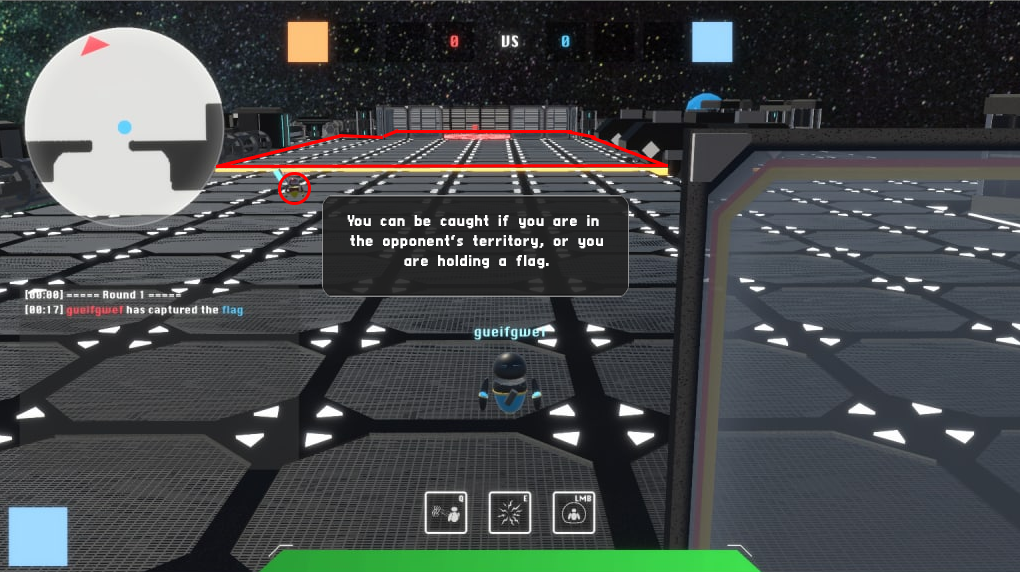 0 VS 0
You can be caught if you are in
the opponent's territory, or you
are holding a flag.
[00:00] ===== Round 1 =====
[00:17] gueifgwef has captured the flag
gueifgwef
Q E LMB